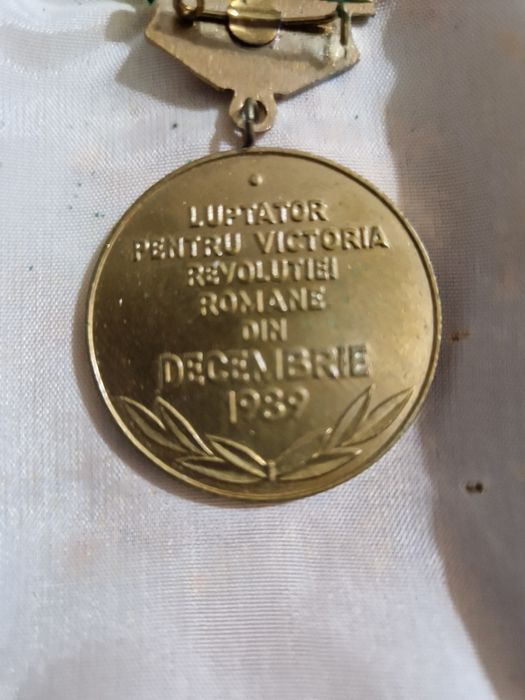 LUPTATOR
PENTRU VICTORIA
REVOLUTIEI
ROMANE
DIN
DECEMBRIE
1989